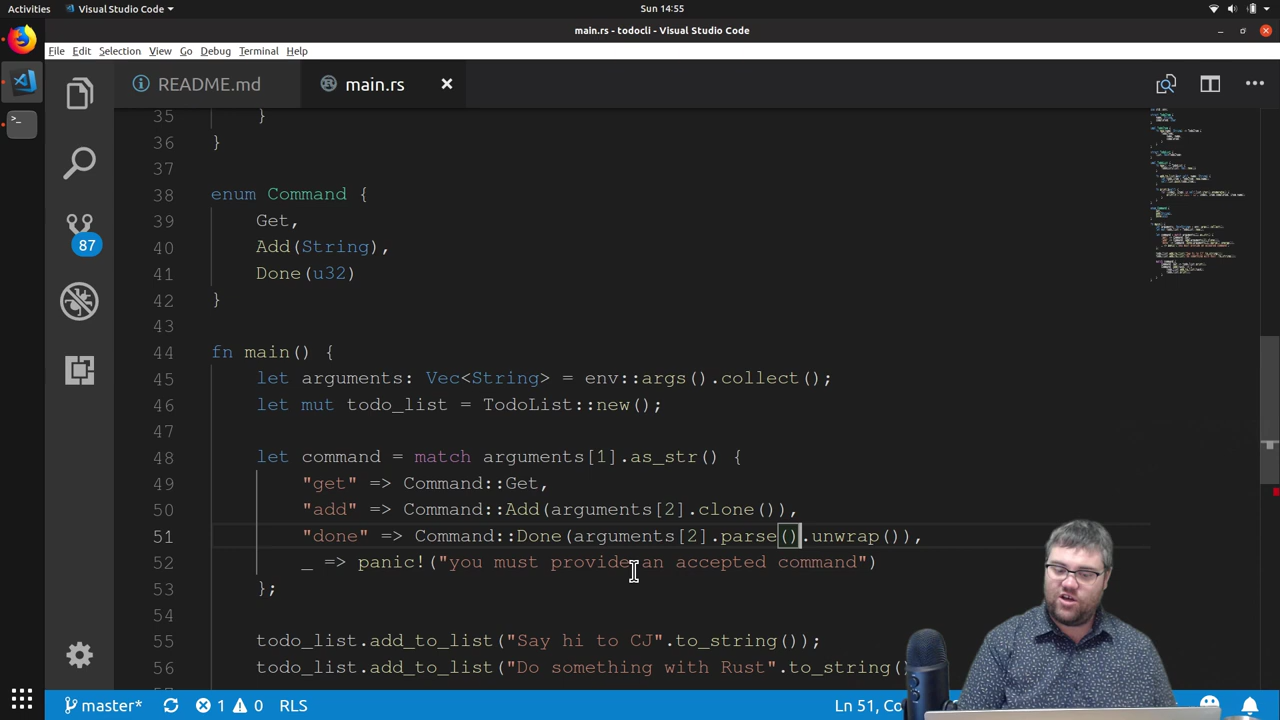 Activities Visual Studio Code Sun 14:55
main.rs - todocli - Visual Studio Code
File Edit Selection View Go Debug Terminal Help
README.md main.rs
35 }
36 }
37
38 enum Command {
39 Get,
40 Add(String),
41 Done(u32)
42 }
43
44 fn main() {
45 let arguments: Vec<String> = env::args().collect();
46 let mut todo_list = TodoList::new();
47
48 let command = match arguments[1].as_str() {
49 "get" => Command::Get,
50 "add" => Command::Add(arguments[2].clone()),
51 "done" => Command::Done(arguments[2].parse().unwrap()),
52 _ => panic!("you must provide an accepted command")
53 };
54
55 todo_list.add_to_list("Say hi to CJ".to_string());
56 todo_list.add_to_list("Do something with Rust".to_string(
87
master* 1 0 RLS Ln 51,